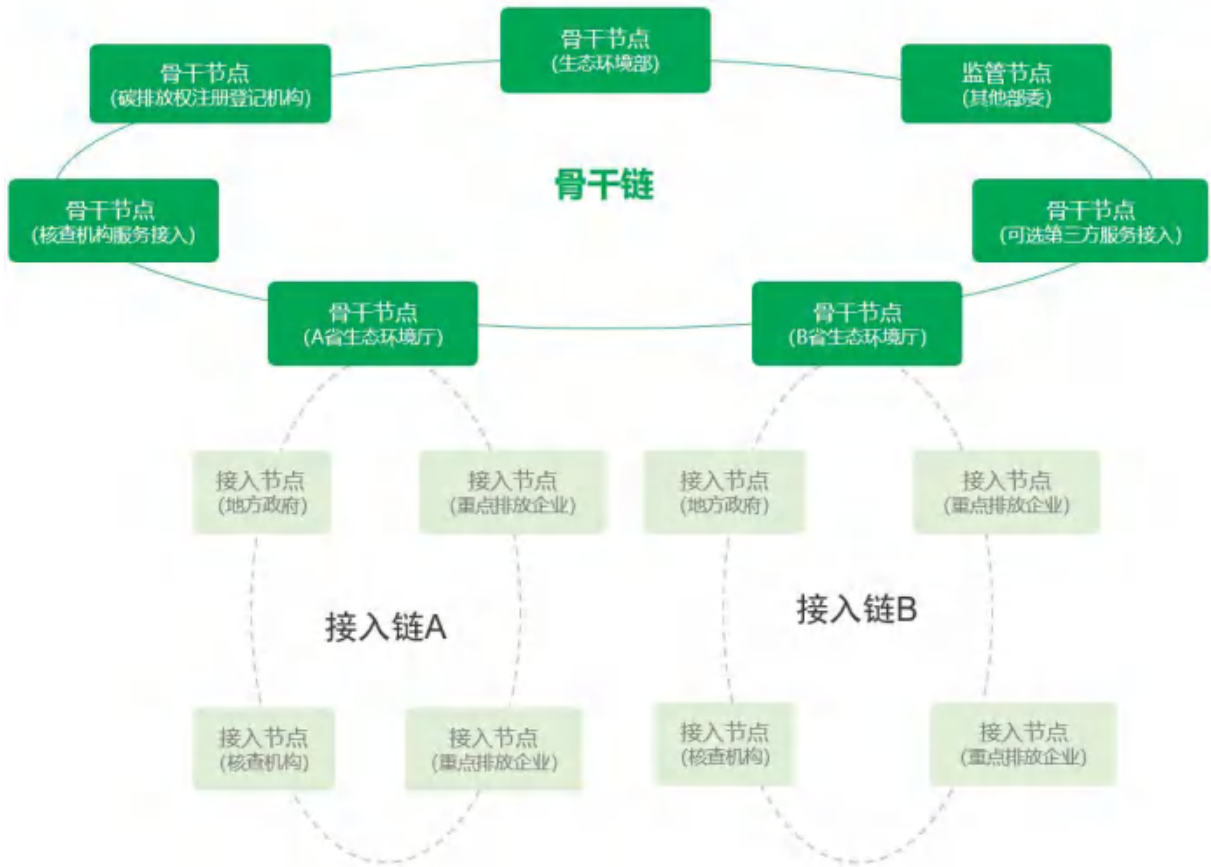 骨干节点
(生态环境部)
骨干节点
(碳排放权注册登记机构)
监管节点
(其他部委)
骨干链
骨干节点
(核查机构服务接入)
骨干节点
(可选第三方服务接入)
骨干节点
(A省生态环境厅)
骨干节点
(B省生态环境厅)
接入节点
(地方政府)
接入节点
(重点排放企业)
接入节点
(地方政府)
接入节点
(重点排放企业)
接入链A
接入链B
接入节点
(核查机构)
接入节点
(重点排放企业)
接入节点
(核查机构)
接入节点
(重点排放企业)